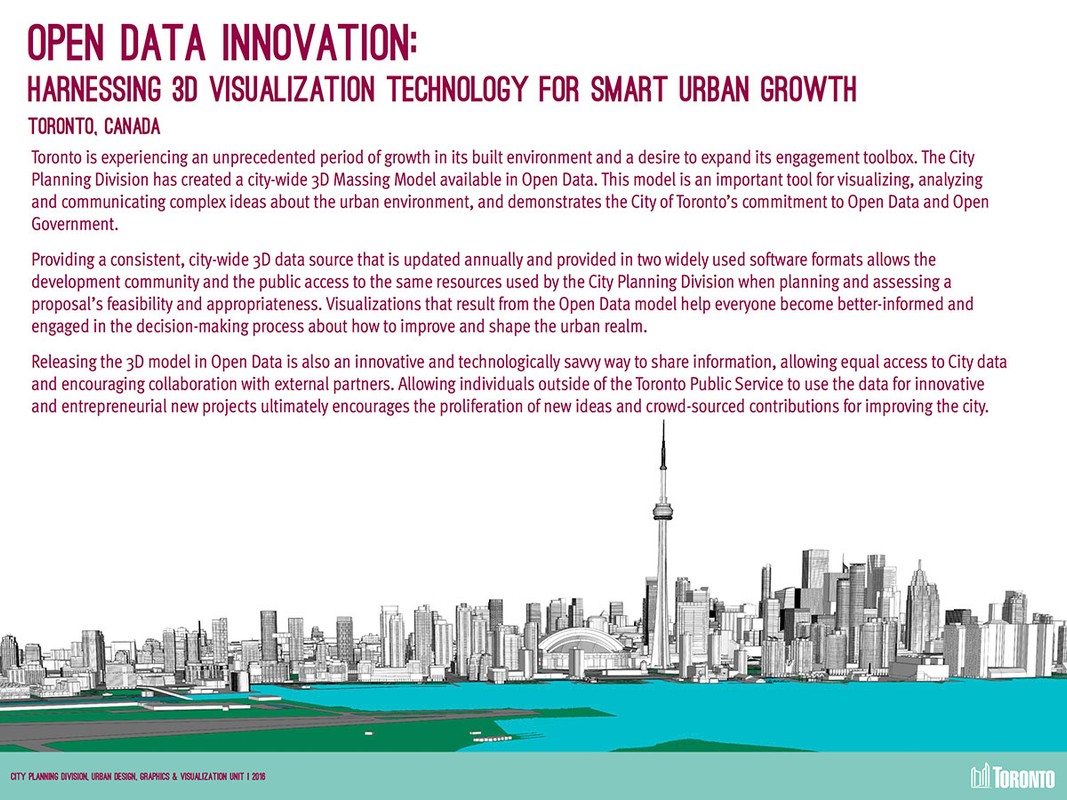 OPEN DATA INNOVATION:
HARNESSING 3D VISUALIZATION TECHNOLOGY FOR SMART URBAN GROWTH
TORONTO, CANADA
Toronto is experiencing an unprecedented period of growth in its built environment and a desire to expand its engagement toolbox. The City
Planning Division has created a city-wide 3D Massing Model available in Open Data. This model is an important tool for visualizing, analyzing
and communicating complex ideas about the urban environment, and demonstrates the City of Toronto's commitment to Open Data and Open
Government.
Providing a consistent, city-wide 3D data source that is updated annually and provided in two widely used software formats allows the
development community and the public access to the same resources used by the City Planning Division when planning and assessing a
proposal's feasibility and appropriateness. Visualizations that result from the Open Data model help everyone become better-informed and
engaged in the decision-making process about how to improve and shape the urban realm.
Releasing the 3D model in Open Data is also an innovative and technologically savvy way to share information, allowing equal access to City data
and encouraging collaboration with external partners. Allowing individuals outside of the Toronto Public Service to use the data for innovative
and entrepreneurial new projects ultimately encourages the proliferation of new ideas and crowd-sourced contributions for improving the city.
CITY PLANNING DIVISION, URBAN DESIGN, GRAPHICS & VISUALIZATION UNIT | 2016
TORONTO